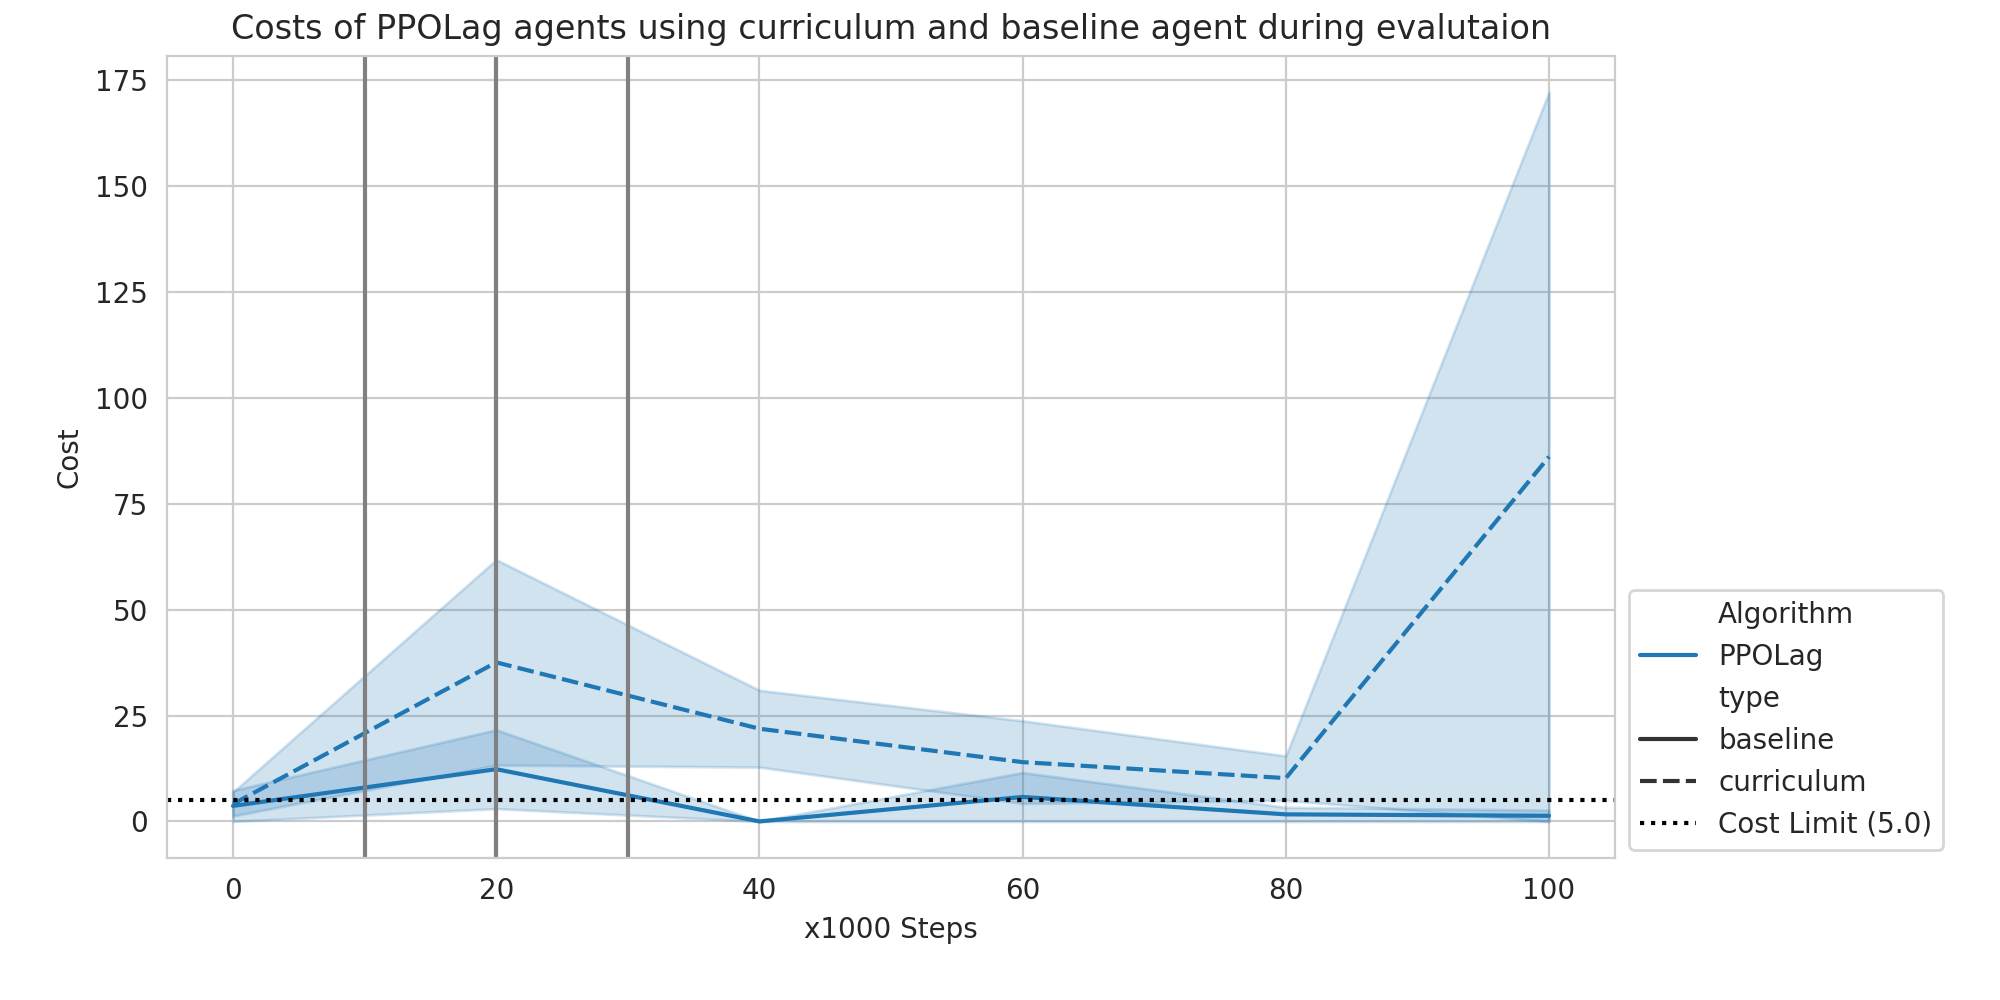 Costs of PPOLag agents using curriculum and baseline agent during evalutaion
175
150
125
100
75
50
25
0
Cost
0 20 40 60 80 100
x1000 Steps
Algorithm
PPOLag
type
baseline
curriculum
Cost Limit (5.0)